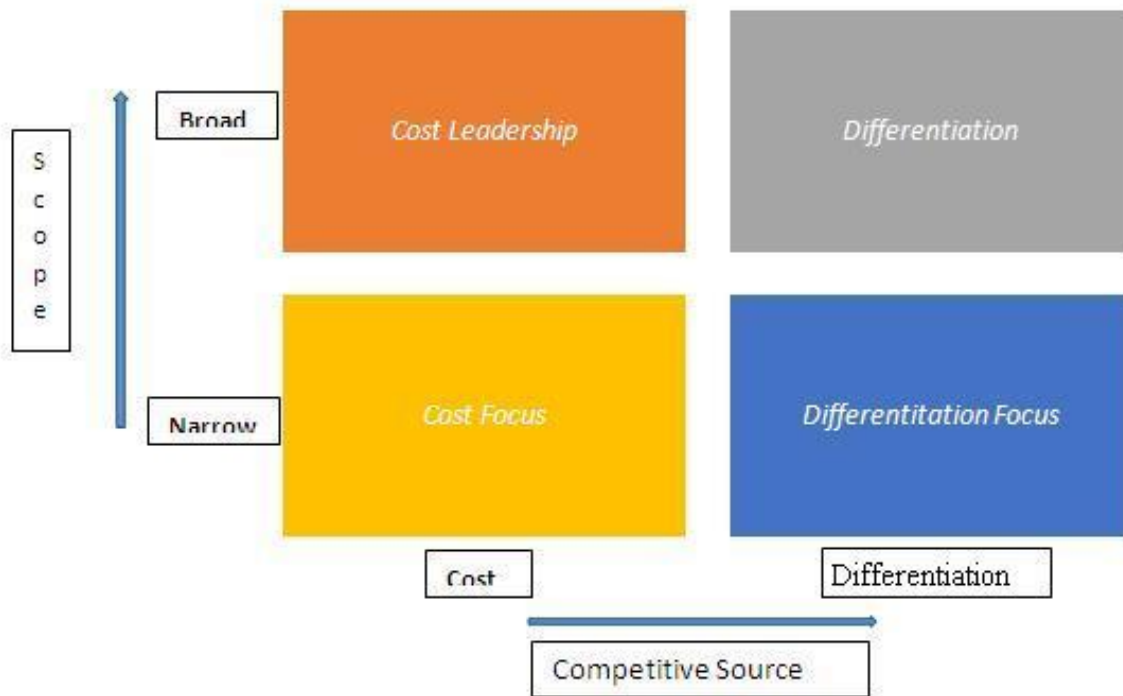 Broad
Cost Leadership
Differentiation
S
c
o
p
e
Narrow
Cost Focus
Differentitation Focus
Cost
Differentiation
Competitive Source